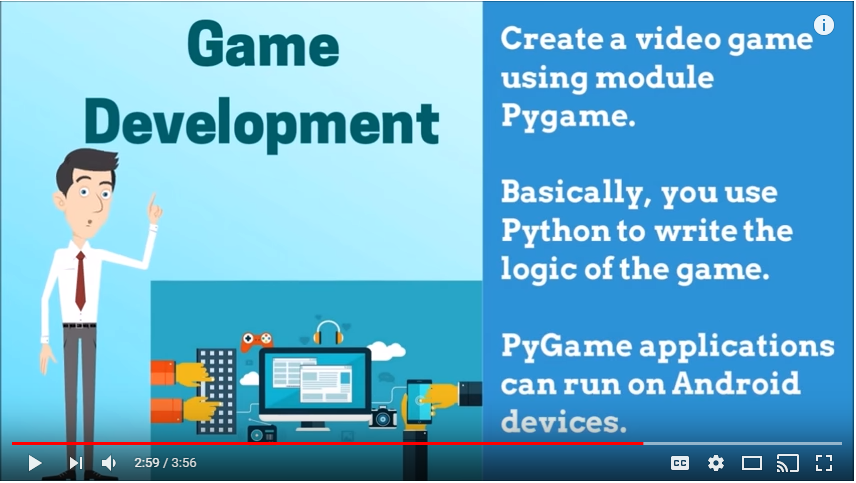 Game
Development
Create a video game
using module
Pygame.
Basically, you use
Python to write the
logic of the game.
PyGame applications
can run on Android
devices.
2:59 / 3:56
CC